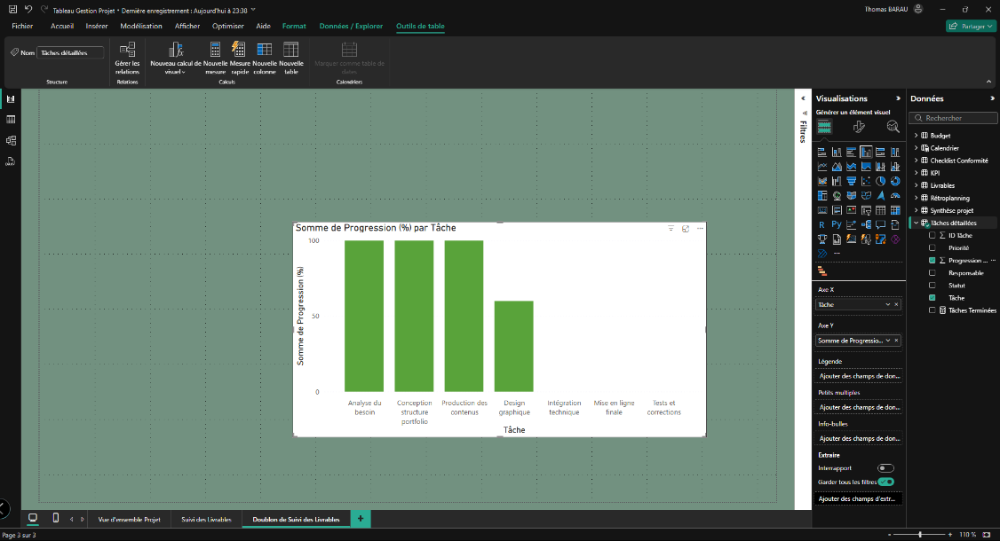 Tableau Gestion Projet • Dernière enregistrement : Aujourd'hui à 23:38
Thomas BARAU
Fichier
Accueil
Insérer
Modélisation
Afficher
Optimiser
Aide
Format
Données / Explorer
Outils de table
Partager
Nom
Tâches détaillées
Structure
Gérer les
relations
Relations
Nouveau calcul de
visuel
Nouvelle
mesure
Mesure
rapide
Nouvelle
colonne
Nouvelle
table
Calculs
Marquer comme table de
dates
Calendriers
Filtres
Somme de Progression (%) par Tâche
Somme de Progression (%)
100
50
0
Analyse du
besoin
Conception
structure
portfolio
Production des
contenus
Design
graphique
Intégration
technique
Mise en ligne
finale
Tests et
corrections
Tâche
Visualisations
Générer un élément visuel
R
Py
Axe X
Tâche
Axe Y
Somme de Progressio...
Légende
Ajouter des champs de don...
Petits multiples
Ajouter des champs de don...
Info-bulles
Ajouter des champs de don...
Extraire
Interrapport
Garder tous les filtres
Ajouter des champs d'extr...
Données
Rechercher
Budget
Calendrier
Checklist Conformité
KPI
Livrables
Rétroplanning
Synthèse projet
Tâches détaillées
ID Tâche
Priorité
Progression ...
Responsable
Statut
Tâche
Tâches Terminées
Vue d'ensemble Projet
Suivi des Livrables
Doublon de Suivi des Livrables
Page 3 sur 3
110 %